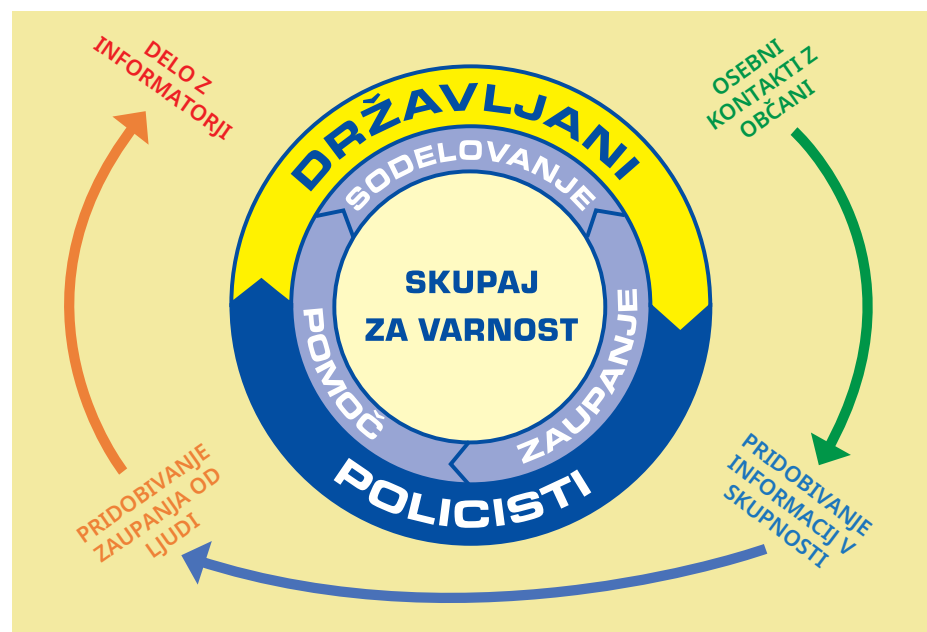 DELO Z
INFORMATORJI
OSEBNI
KONTAKTI Z
OBČANI
DRŽAVLJANI
SODELOVANJE
SKUPAJ
ZA VARNOST
POMOČ
ZAUPANJE
POLICISTI
PRIDOBIVANJE
ZAUPANJA OD
LJUDI
PRIDOBIVANJE
INFORMACIJ V
SKUPNOSTI